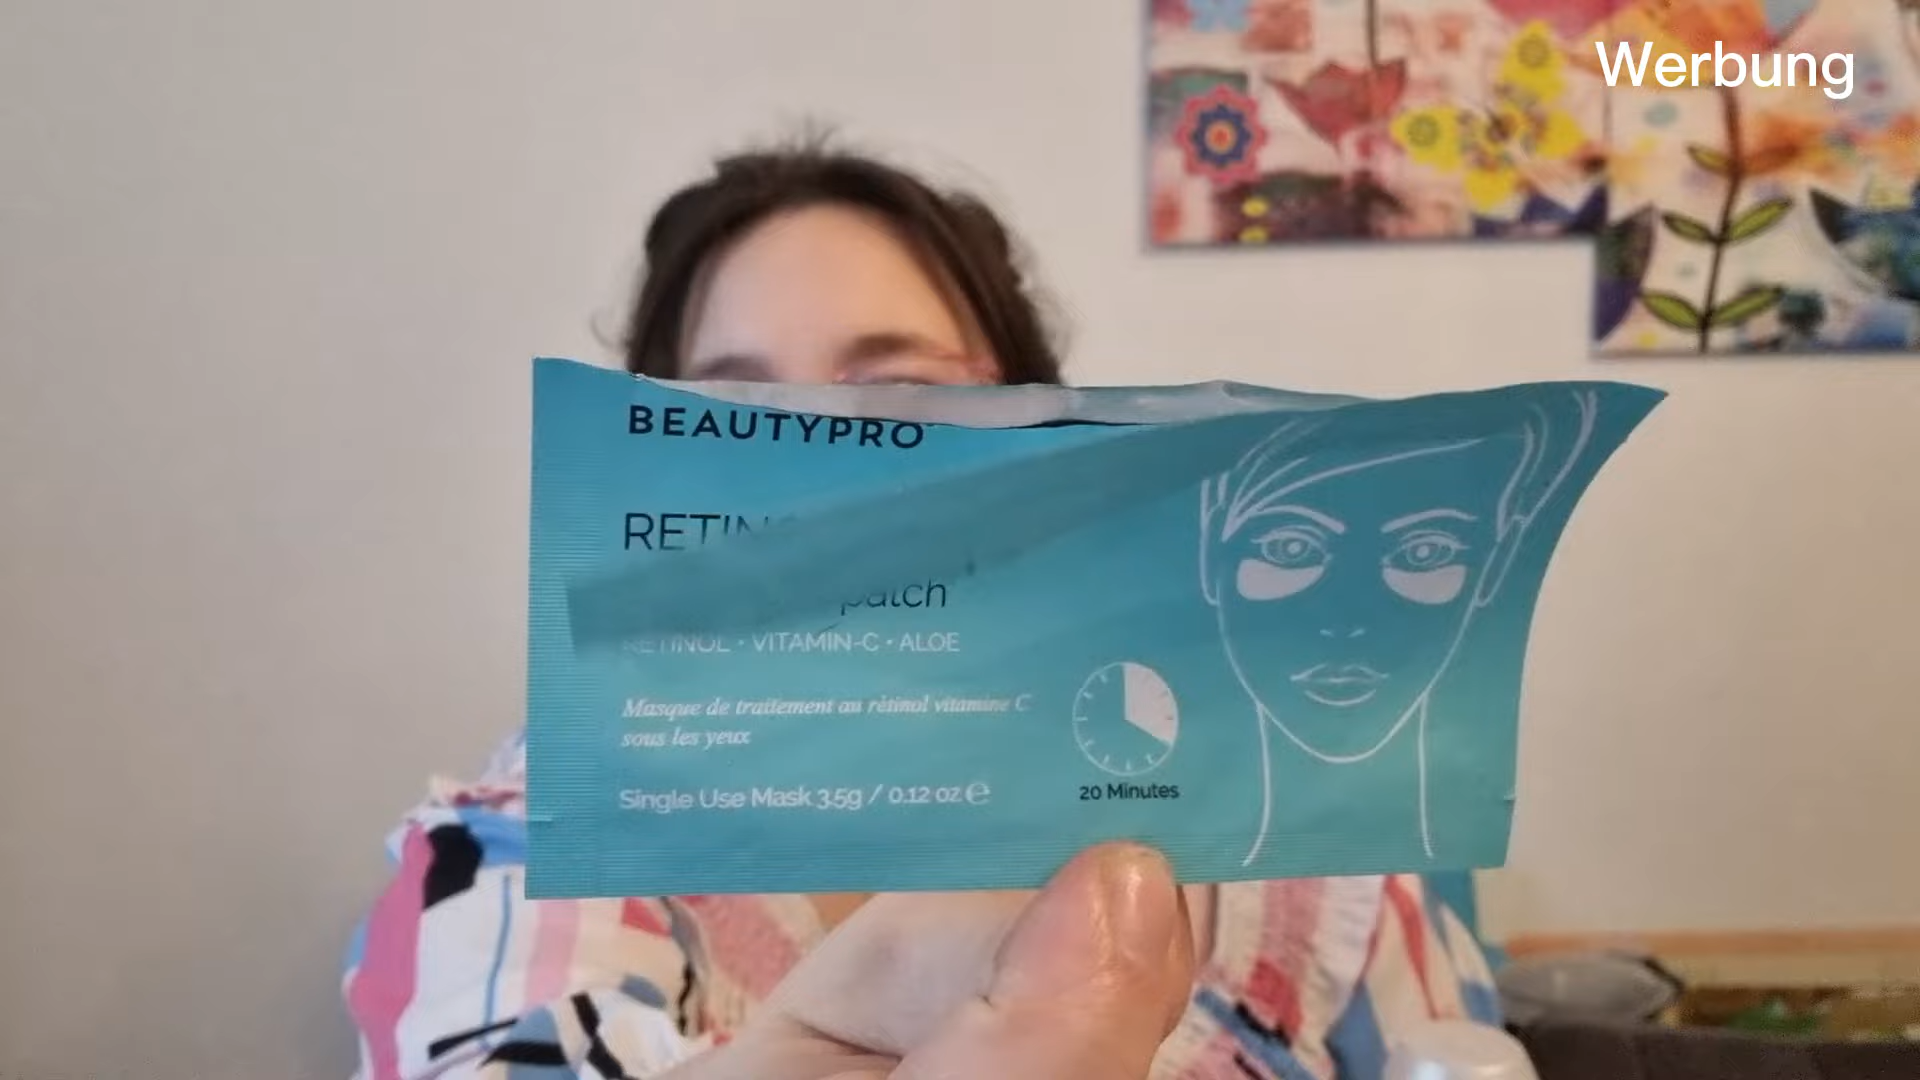 Werbung
BEAUTYPRO
patch
RETINOL • VITAMIN-C • ALOE
Masque de traitement au rétinol vitamine C
sous les yeux
Single Use Mask 3.5g / 0.12 oz ℮
20 Minutes